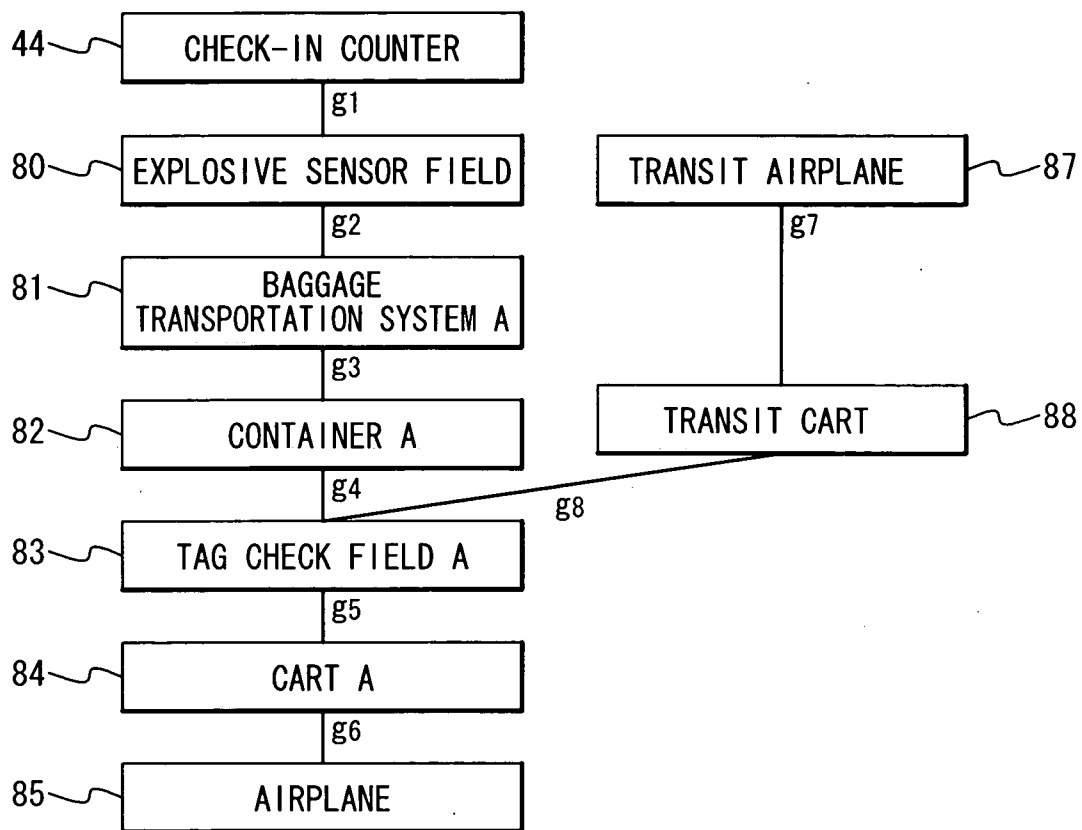 44
CHECK-IN COUNTER
g1
80
EXPLOSIVE SENSOR FIELD
TRANSIT AIRPLANE
87
g2
g7
81
BAGGAGE
TRANSPORTATION SYSTEM A
g3
82
CONTAINER A
TRANSIT CART
88
g4
g8
83
TAG CHECK FIELD A
g5
84
CART A
g6
85
AIRPLANE